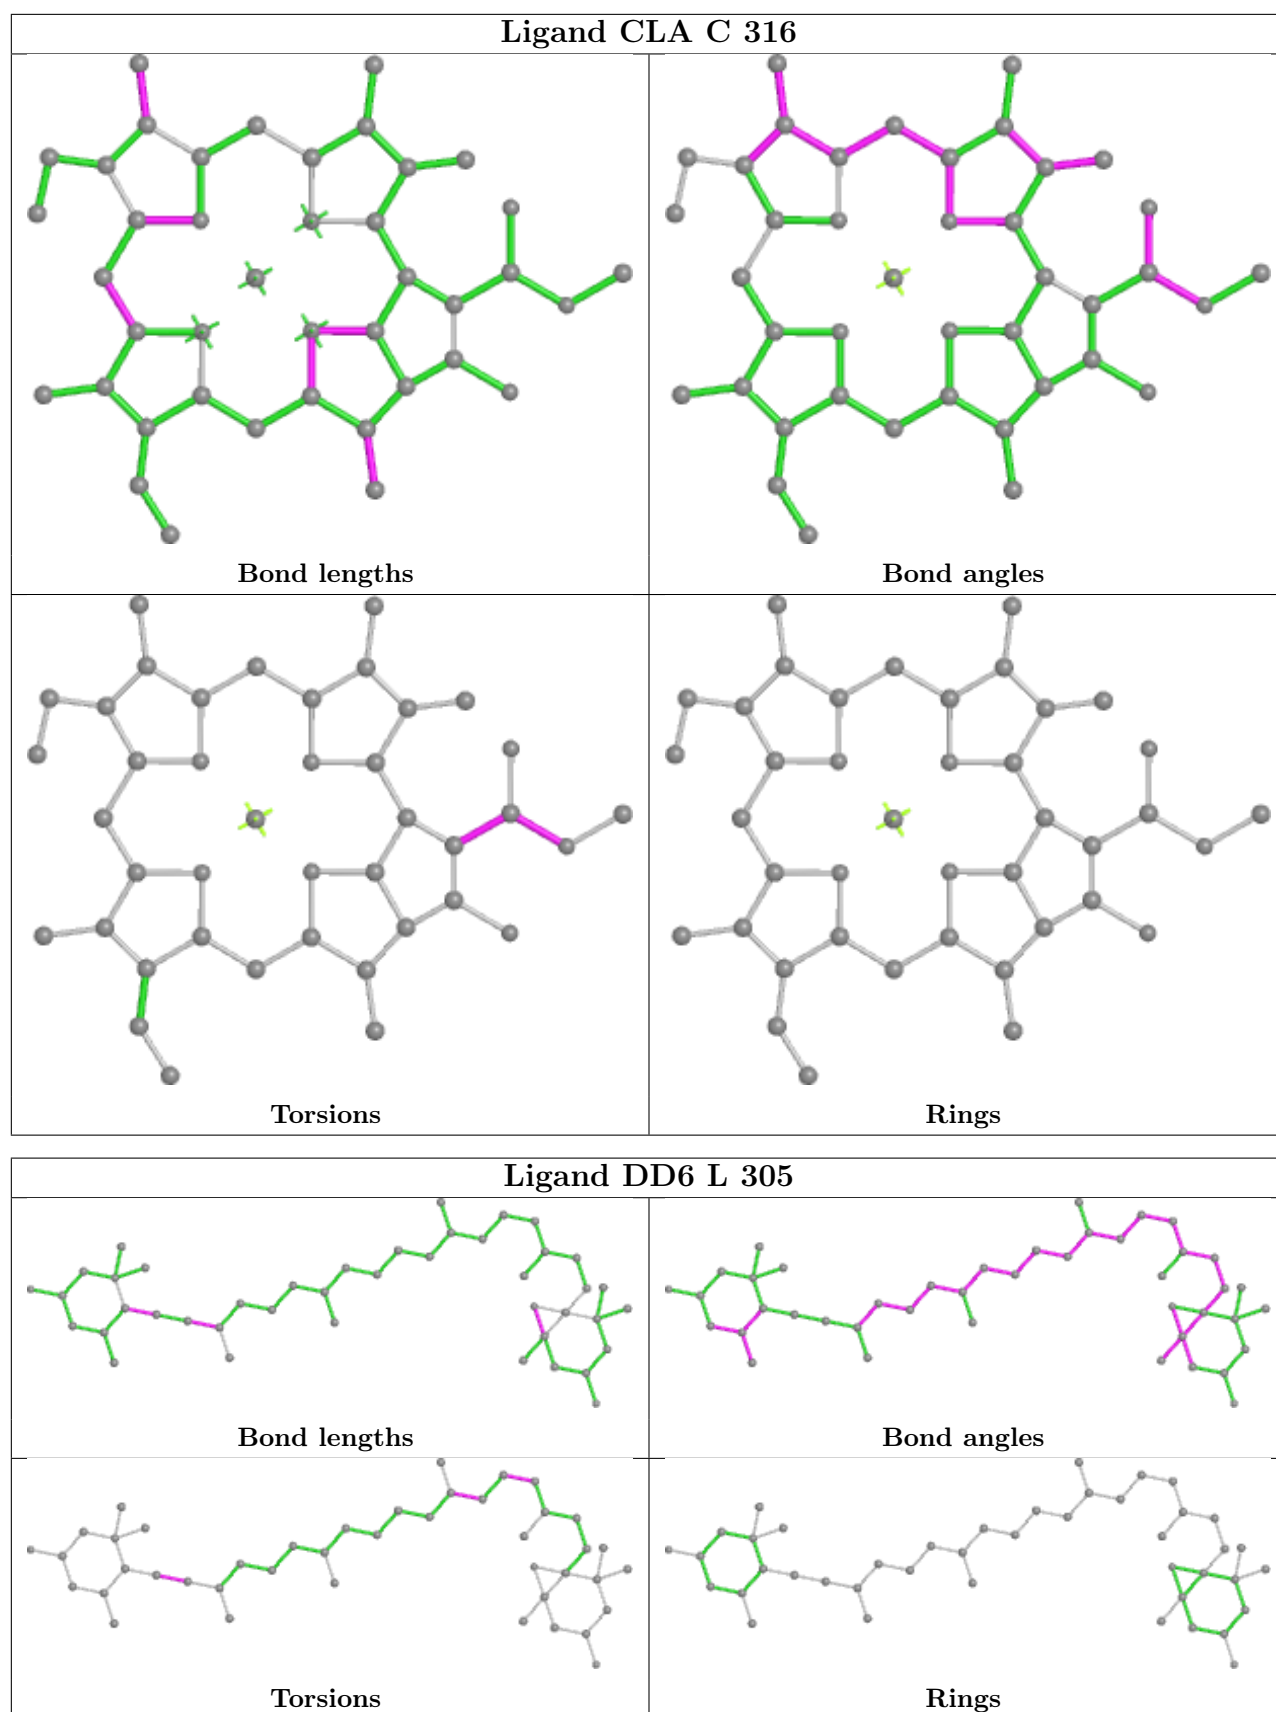 Ligand CLA C 316
Bond lengths
Bond angles
Torsions
Rings
Ligand DD6 L 305
Bond lengths
Bond angles
Torsions
Rings